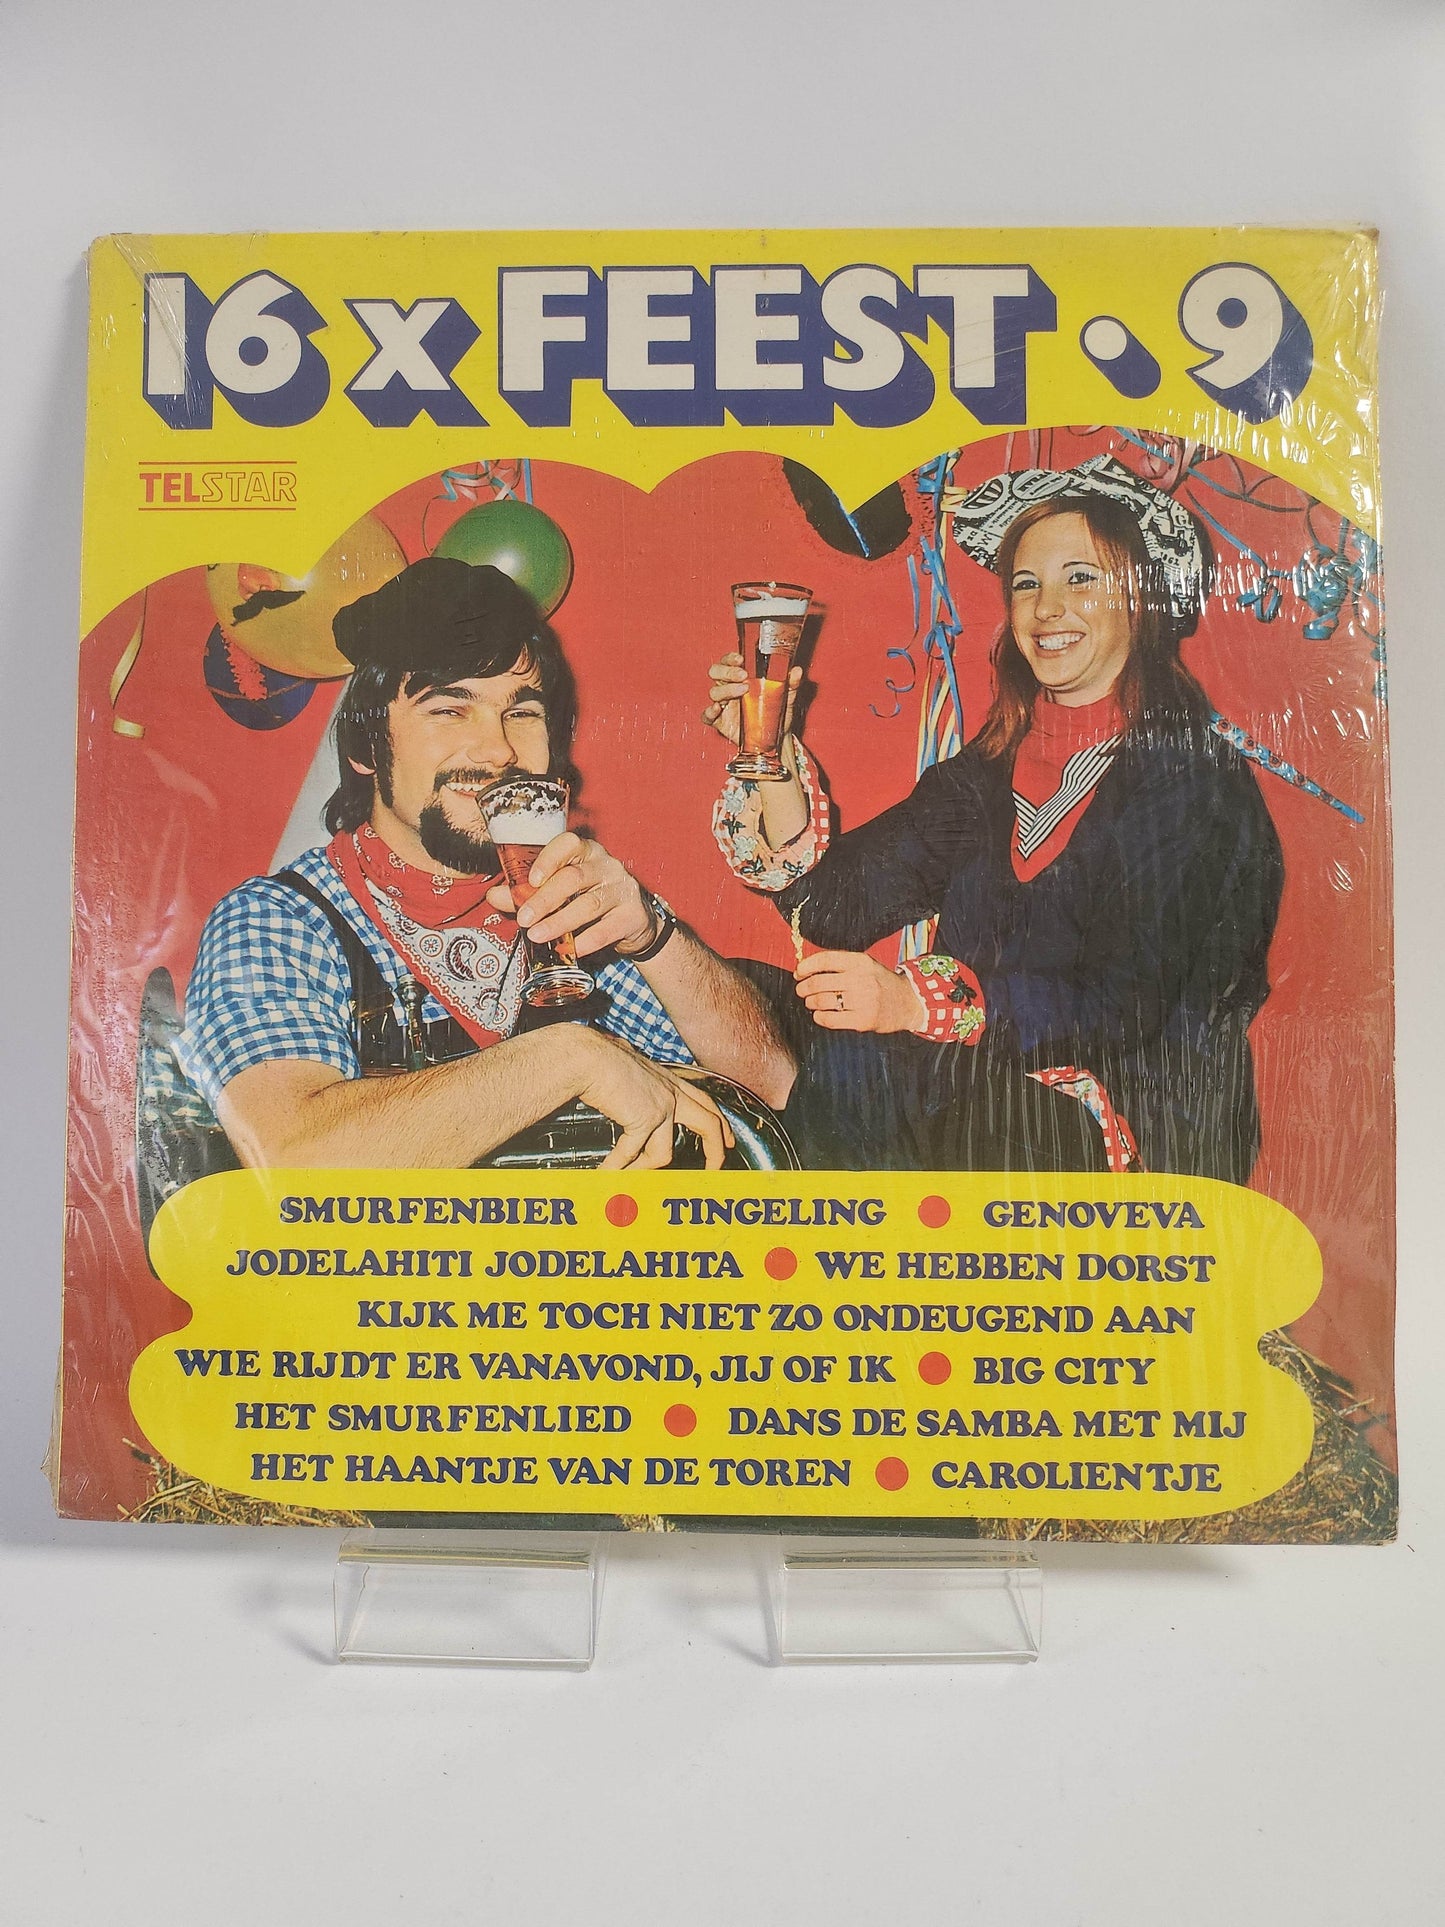 16 x FEEST • 9
TELSTAR
SMURFENBIER • TINGELING • GENOVEVA
JODELAHITI JODELAHITA • WE HEBBEN DORST
KIJK ME TOCH NIET ZO ONDEUGEND AAN
WIE RIJDT ER VANAVOND, JIJ OF IK • BIG CITY
HET SMURFENLIED • DANS DE SAMBA MET MIJ
HET HAANTJE VAN DE TOREN • CAROLIENTJE